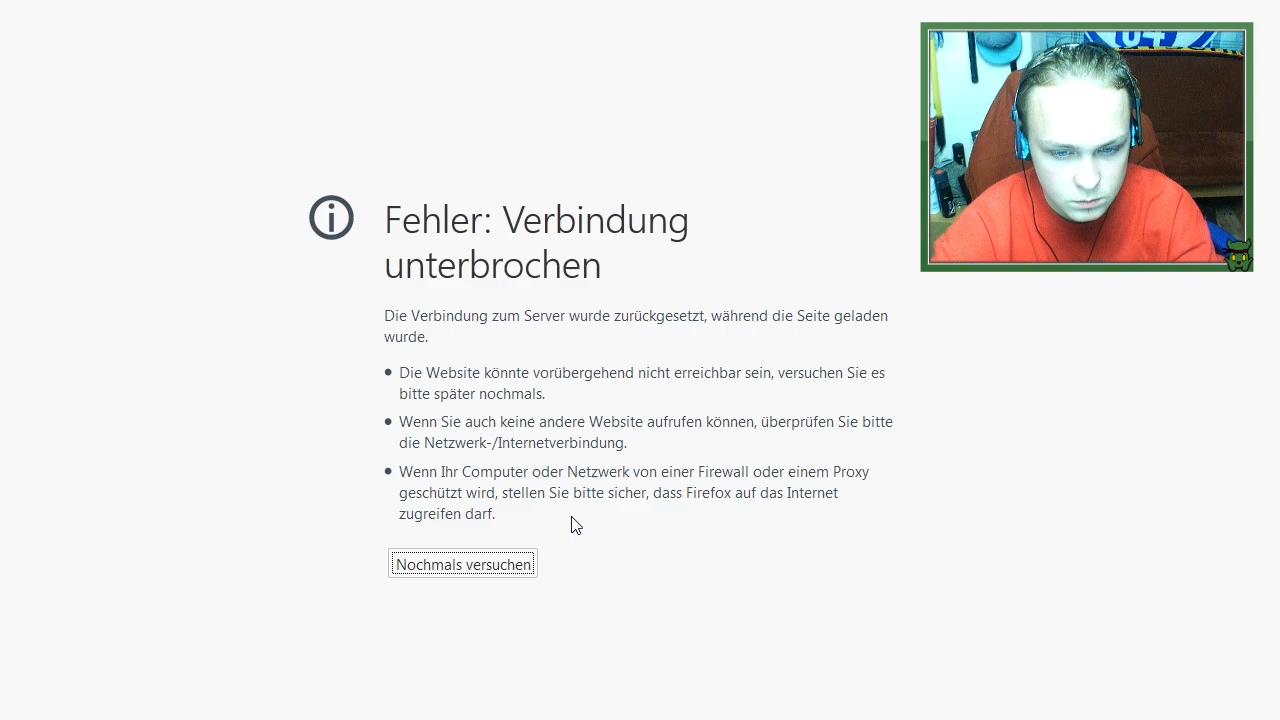 04
Fehler: Verbindung
unterbrochen
Die Verbindung zum Server wurde zurückgesetzt, während die Seite geladen
wurde.
Die Website könnte vorübergehend nicht erreichbar sein, versuchen Sie es
bitte später nochmals.
Wenn Sie auch keine andere Website aufrufen können, überprüfen Sie bitte
die Netzwerk-/Internetverbindung.
Wenn Ihr Computer oder Netzwerk von einer Firewall oder einem Proxy
geschützt wird, stellen Sie bitte sicher, dass Firefox auf das Internet
zugreifen darf.
Nochmals versuchen